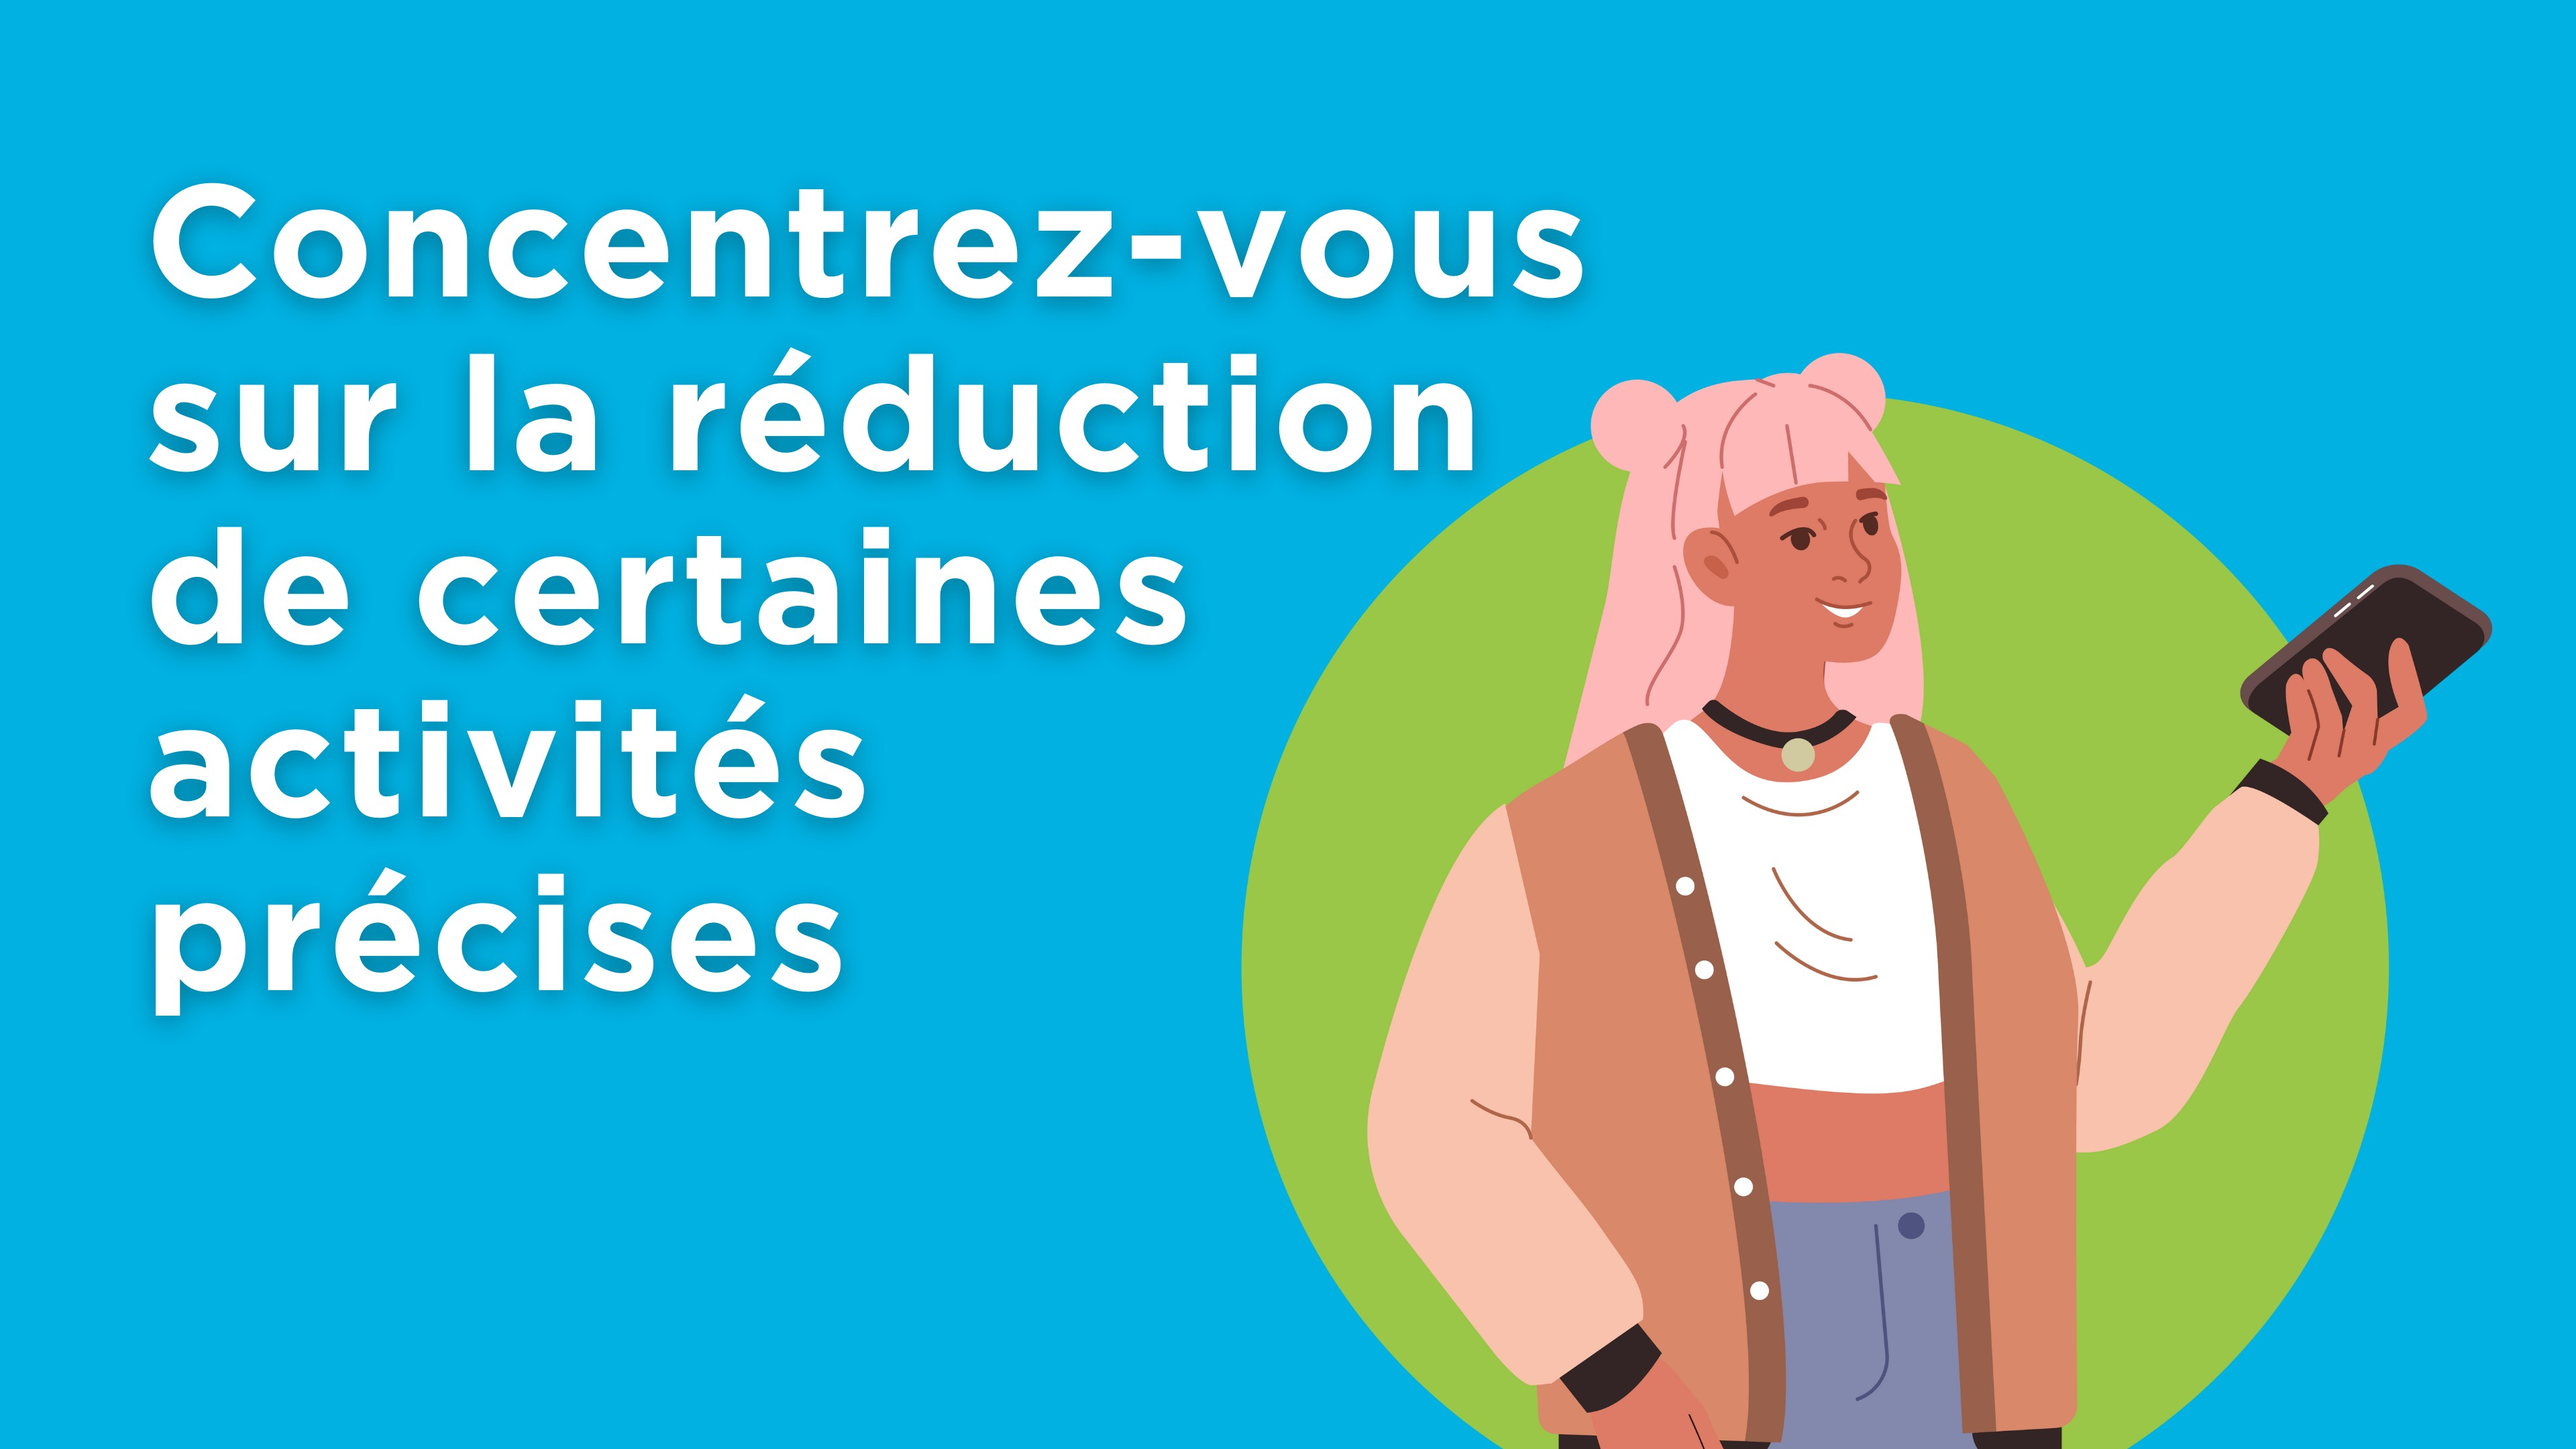 Concentrez-vous
sur la réduction
de certaines
activités
précises